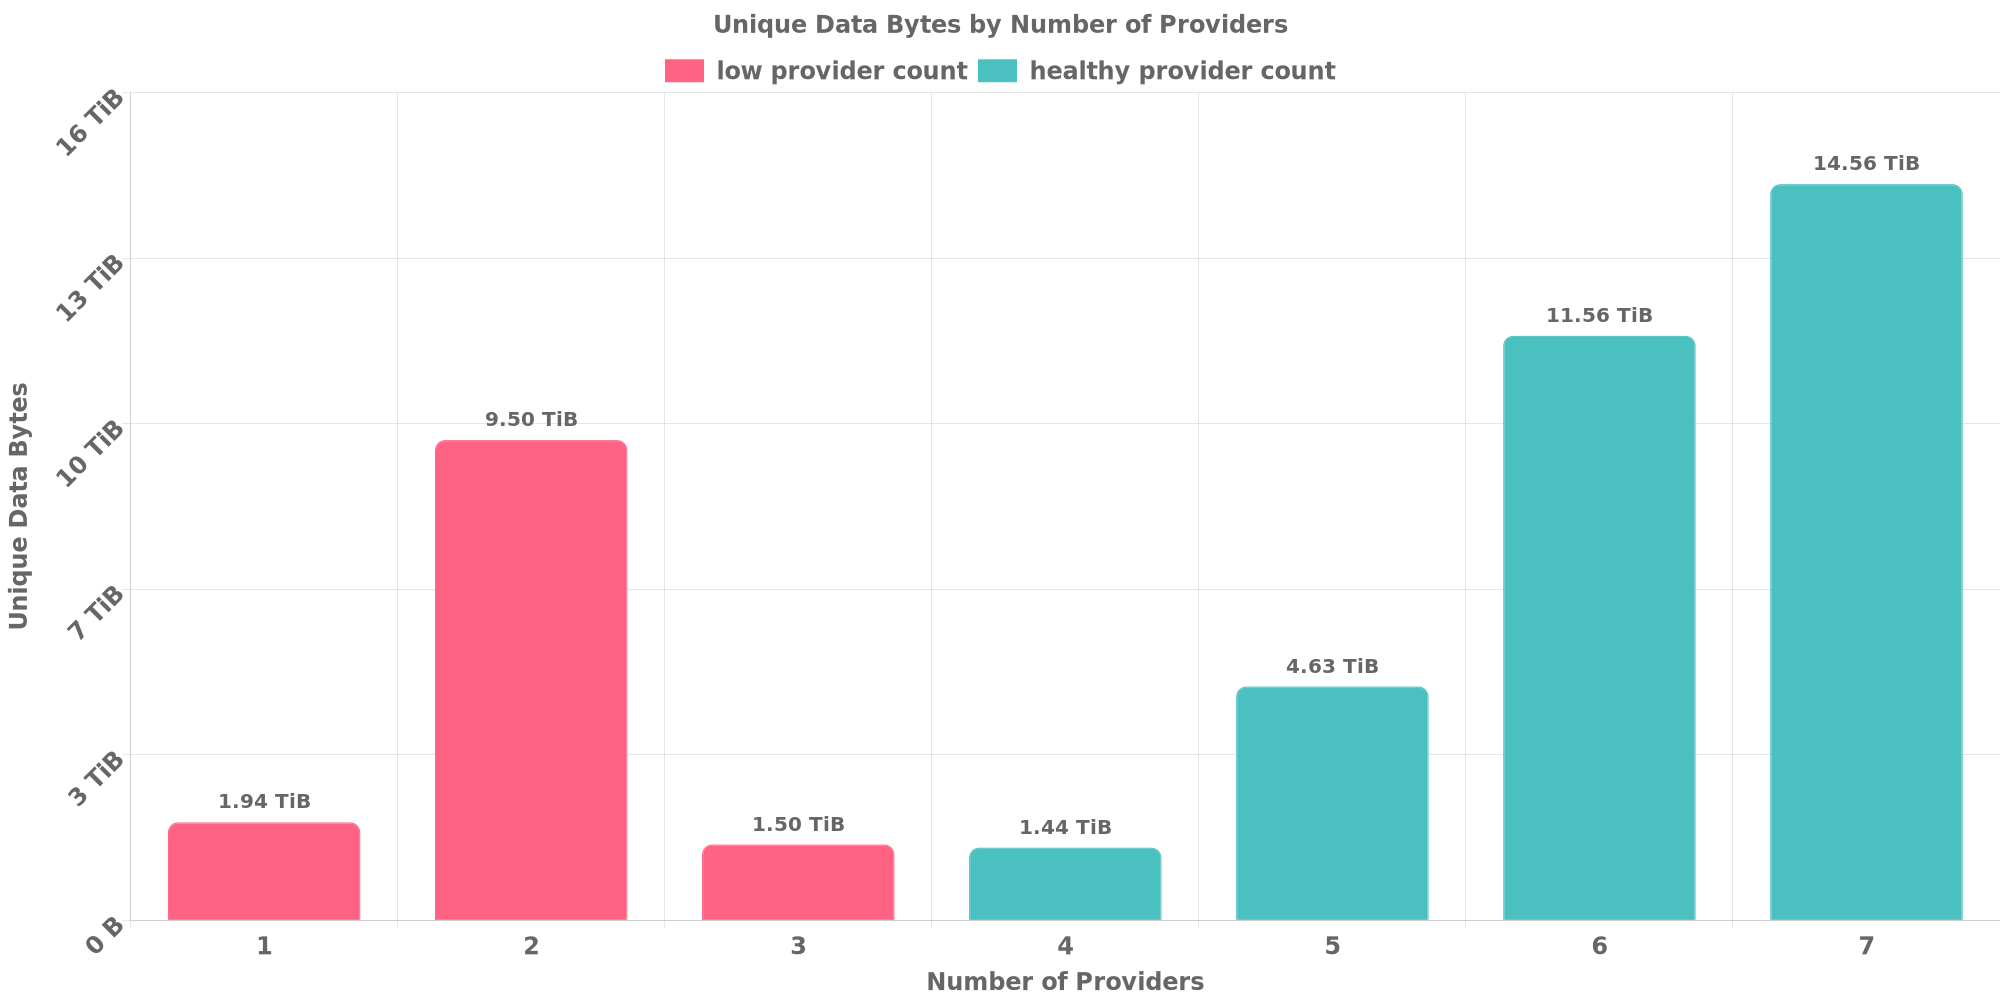 Unique Data Bytes by Number of Providers
low provider count healthy provider count
16 TiB
13 TiB
10 TiB
7 TiB
3 TiB
0 B
Unique Data Bytes
1.94 TiB
9.50 TiB
1.50 TiB
1.44 TiB
4.63 TiB
11.56 TiB
14.56 TiB
1 2 3 4 5 6 7
Number of Providers